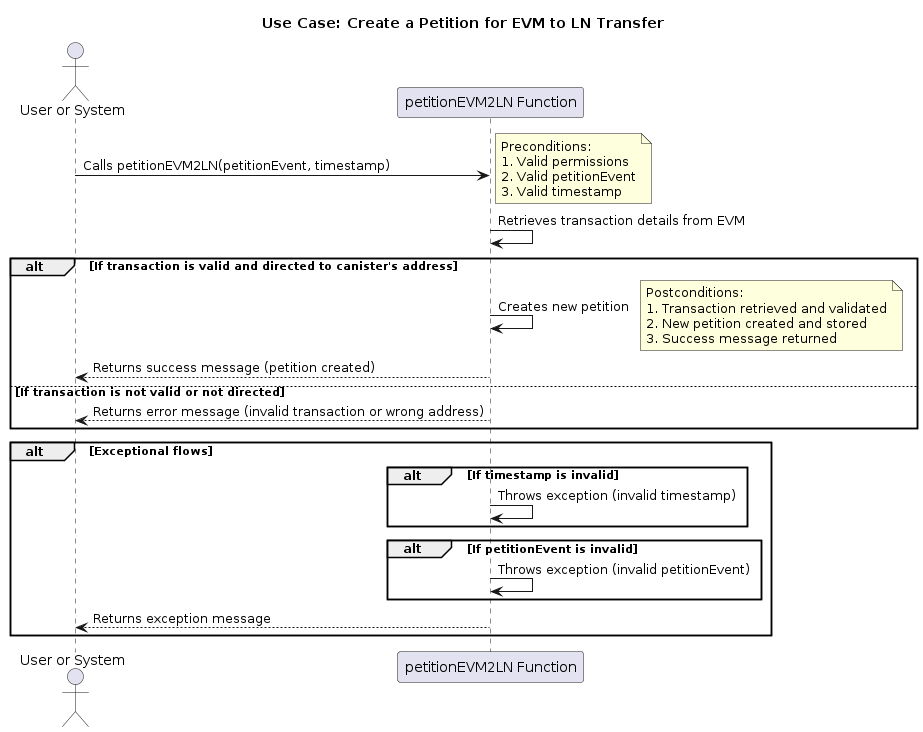 Use Case: Create a Petition for EVM to LN Transfer
User or System
petitionEVM2LN Function
Calls petitionEVM2LN(petitionEvent, timestamp)
Preconditions:
1. Valid permissions
2. Valid petitionEvent
3. Valid timestamp
Retrieves transaction details from EVM
alt
[If transaction is valid and directed to canister's address]
Creates new petition
Postconditions:
1. Transaction retrieved and validated
2. New petition created and stored
3. Success message returned
Returns success message (petition created)
[If transaction is not valid or not directed]
Returns error message (invalid transaction or wrong address)
alt
[Exceptional flows]
alt
[If timestamp is invalid]
Throws exception (invalid timestamp)
alt
[If petitionEvent is invalid]
Throws exception (invalid petitionEvent)
Returns exception message
User or System
petitionEVM2LN Function